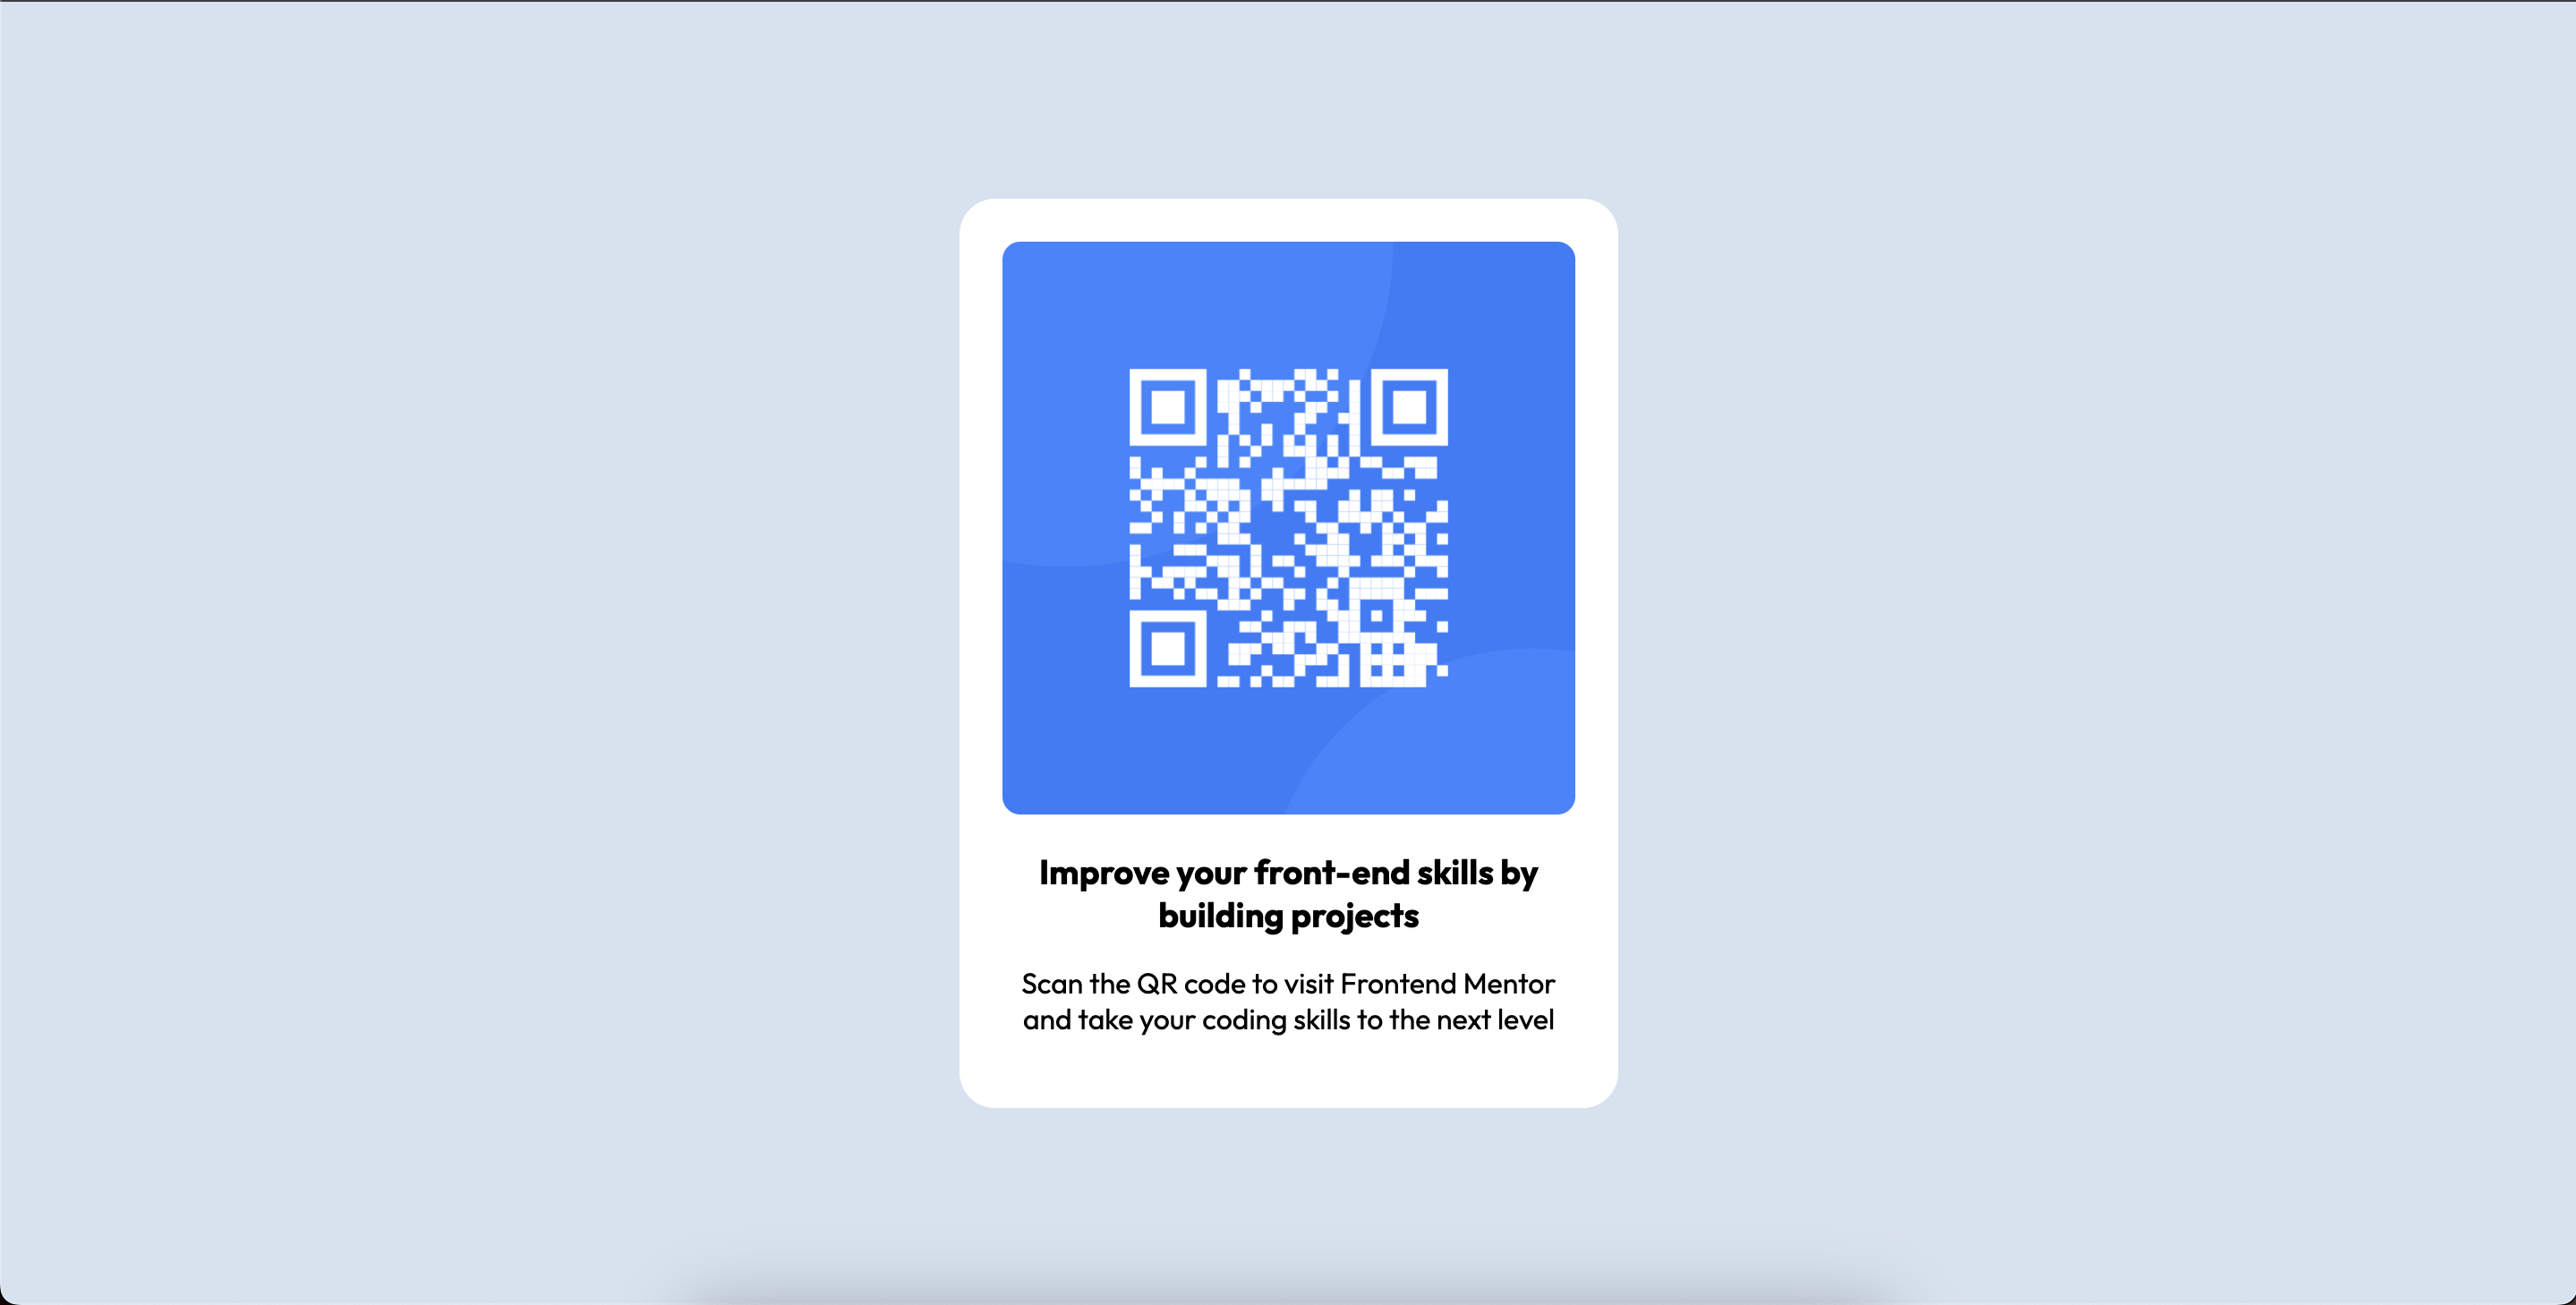 Improve your front-end skills by
building projects
Scan the QR code to visit Frontend Mentor
and take your coding skills to the next level